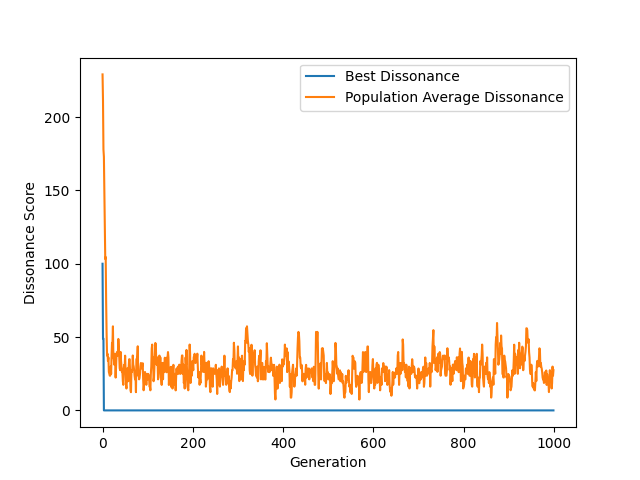 Best Dissonance
Population Average Dissonance
200
150
100
50
0
Dissonance Score
0 200 400 600 800 1000
Generation